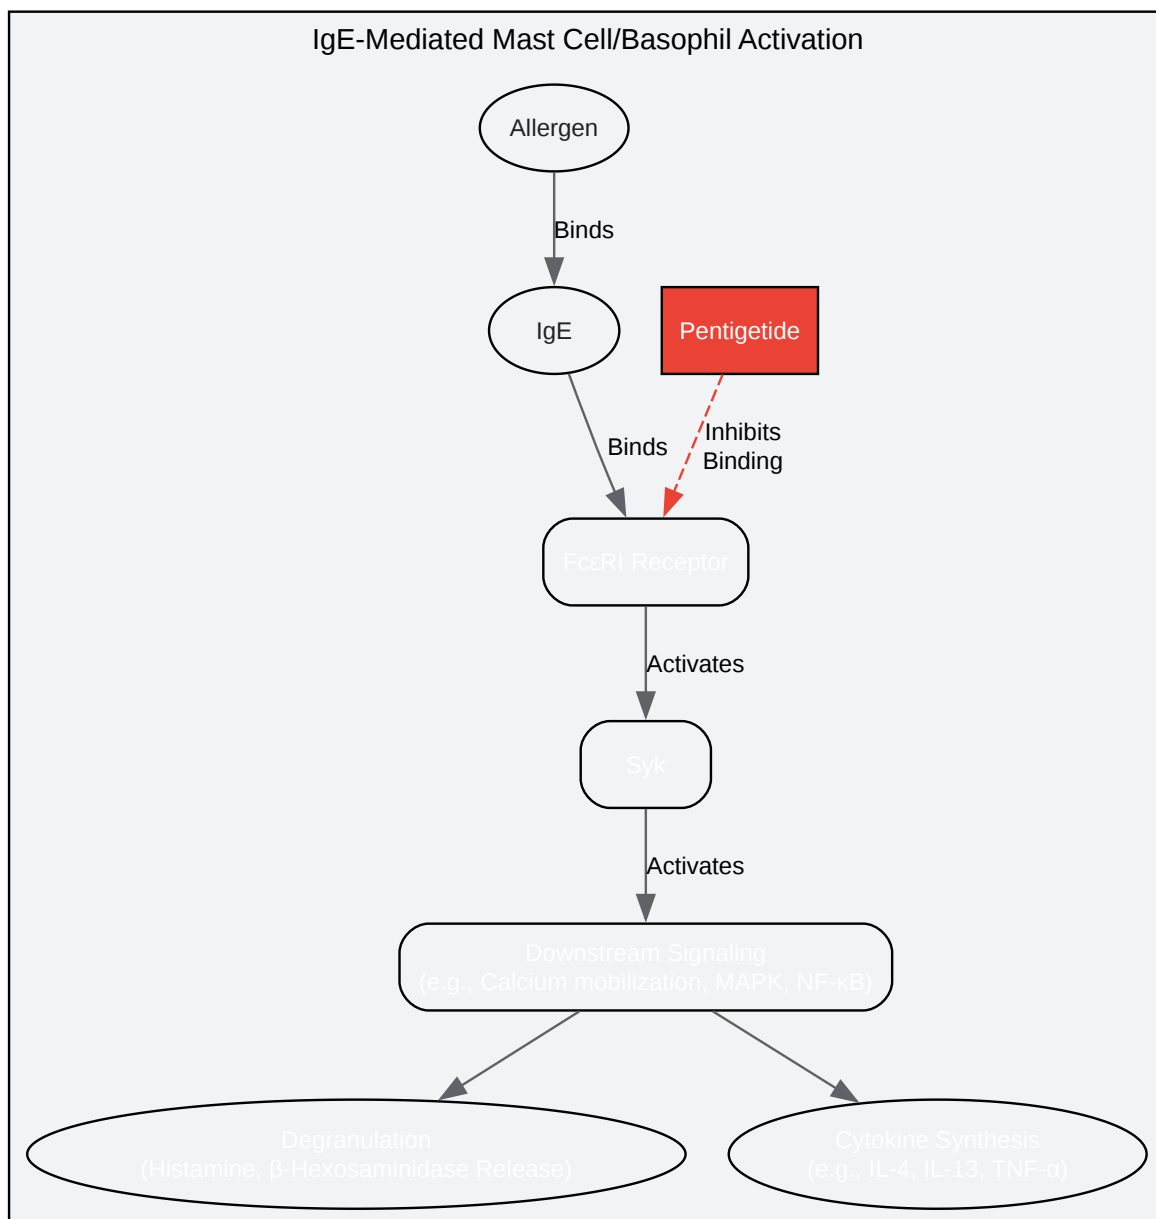 IgE-Mediated Mast Cell/Basophil Activation
Allergen
Binds
IgE
Pentigetide
Binds
Inhibits
Binding
FcεRI Receptor
Activates
Syk
Activates
Downstream Signaling
(e.g., Calcium mobilization, MAPK, NF-κB)
Degranulation
(Histamine, β-Hexosaminidase Release)
Cytokine Synthesis
(e.g., IL-4, IL-13, TNF-α)